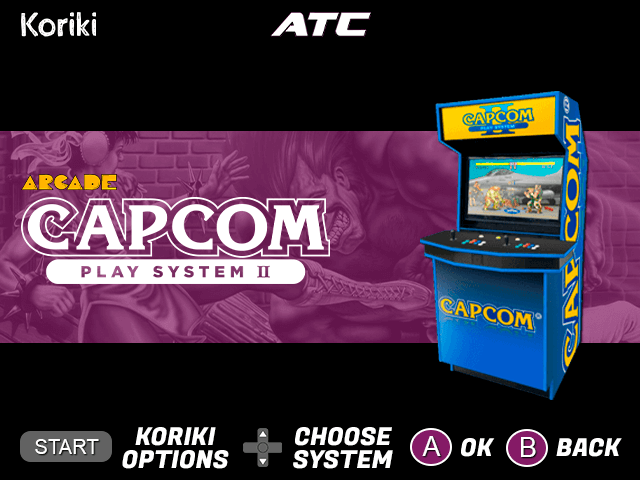 Koriki
ATC
ARCADE
CAPCOM
PLAY SYSTEM II
II
CAPCOM
PLAY SYSTEM
CAPCOM
CAPCOM
START
KORIKI
OPTIONS
CHOOSE
SYSTEM
A OK
B BACK